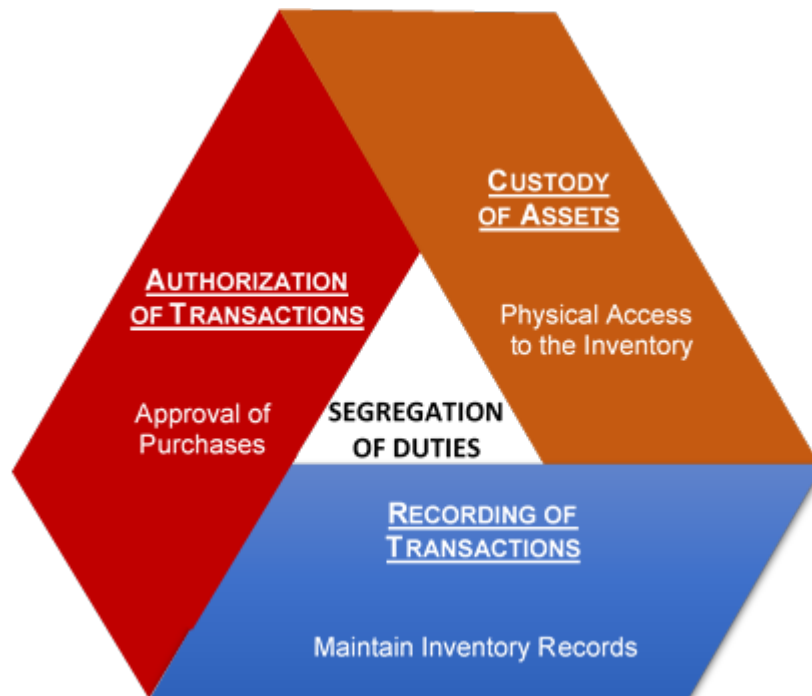 CUSTODY
OF ASSETS
Physical Access
to the Inventory
AUTHORIZATION
OF TRANSACTIONS
Approval of
Purchases
SEGREGATION
OF DUTIES
RECORDING OF
TRANSACTIONS
Maintain Inventory Records